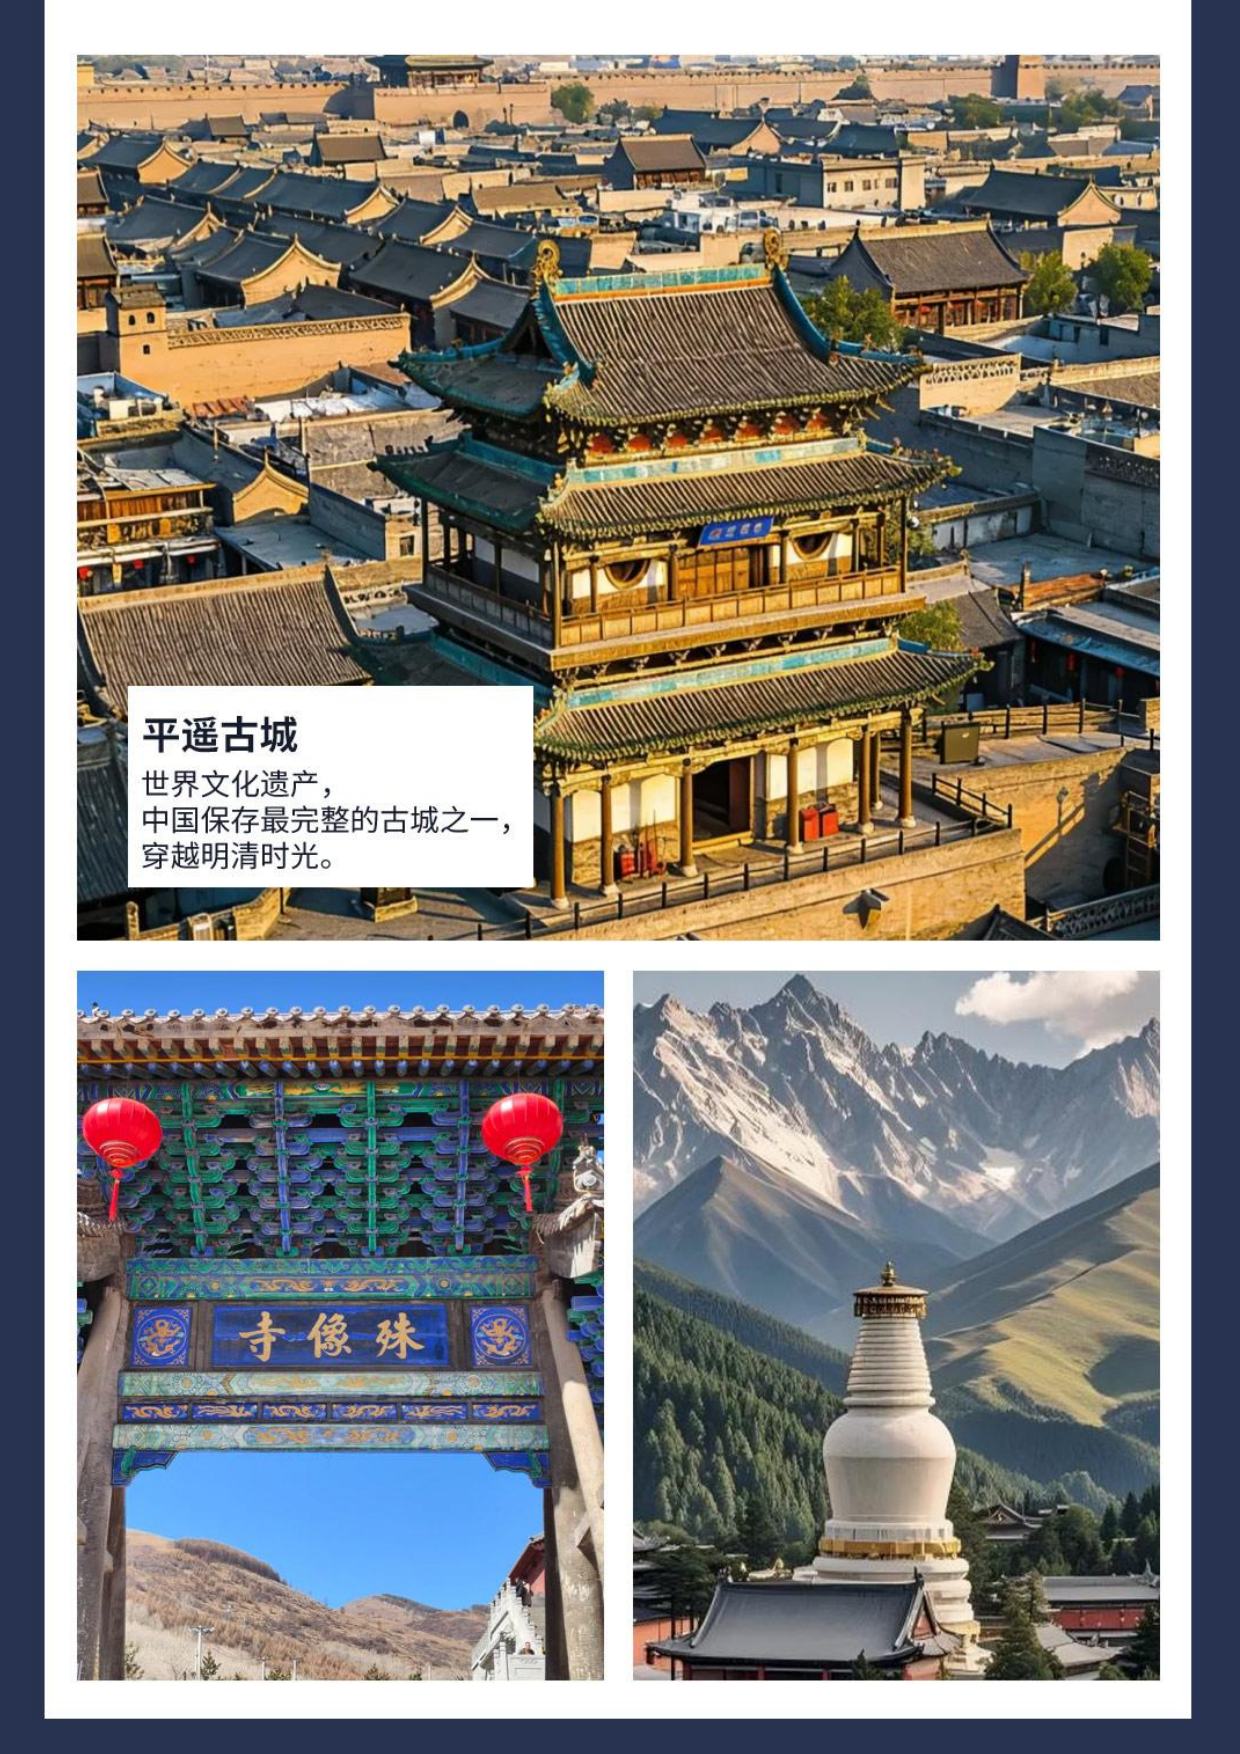 平遥古城
世界文化遗产，
中国保存最完整的古城之一，
穿越明清时光。
寺像殊